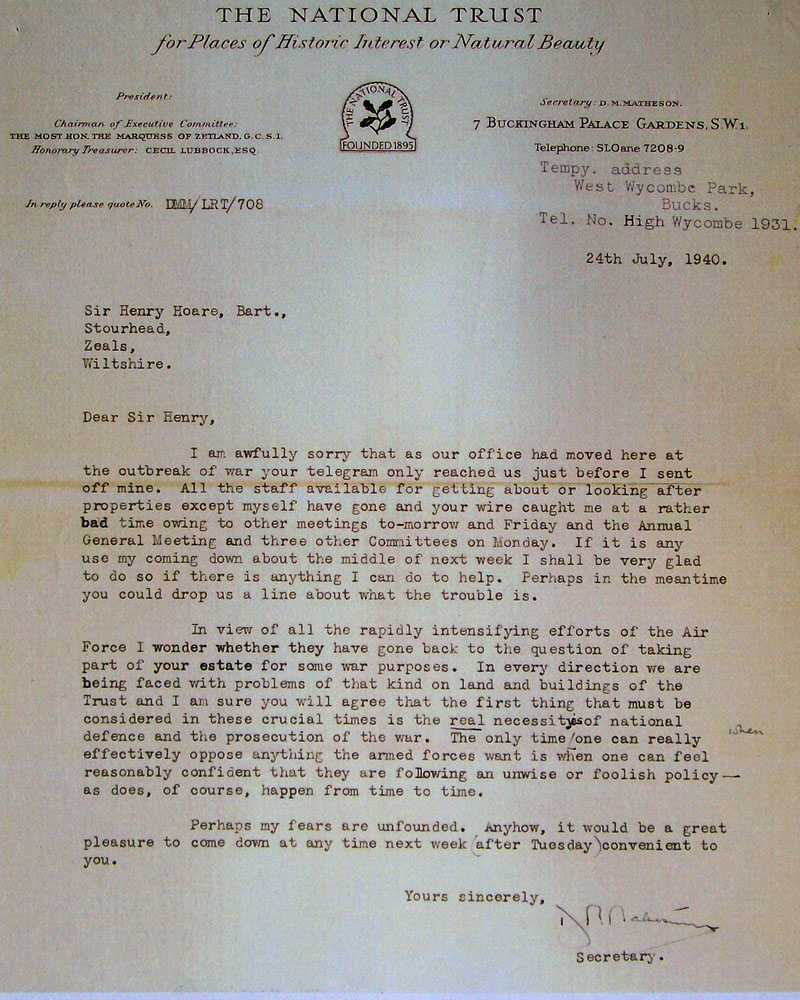 THE NATIONAL TRUST
for Places of Historic Interest or Natural Beauty
President:
Chairman of Executive Committee:
THE MOST HON. THE MARQUESS OF ZETLAND, G.C.S.I.
Honorary Treasurer: CECIL LUBBOCK, ESQ.
THE NATIONAL TRUST
FOUNDED 1895
Secretary: D.M. MATHESON.
7 BUCKINGHAM PALACE GARDENS, S.W.1.
Telephone: SLOane 7208-9
Tempy. address
West Wycombe Park,
Bucks.
Tel. No. High Wycombe 1931.
In reply please quote No. DMM/LRT/708
24th July, 1940.
Sir Henry Hoare, Bart.,
Stourhead,
Zeals,
Wiltshire.
Dear Sir Henry,
I am awfully sorry that as our office had moved here at
the outbreak of war your telegram only reached us just before I sent
off mine. All the staff available for getting about or looking after
properties except myself have gone and your wire caught me at a rather
bad time owing to other meetings to-morrow and Friday and the Annual
General Meeting and three other Committees on Monday. If it is any
use my coming down about the middle of next week I shall be very glad
to do so if there is anything I can do to help. Perhaps in the meantime
you could drop us a line about what the trouble is.
In view of all the rapidly intensifying efforts of the Air
Force I wonder whether they have gone back to the question of taking
part of your estate for some war purposes. In every direction we are
being faced with problems of that kind on land and buildings of the
Trust and I am sure you will agree that the first thing that must be
considered in these crucial times is the real necessityes of national
defence and the prosecution of the war. The only time/one can really when
effectively oppose anything the armed forces want is when one can feel
reasonably confident that they are following an unwise or foolish policy—
as does, of course, happen from time to time.
Perhaps my fears are unfounded. Anyhow, it would be a great
pleasure to come down at any time next week (after Tuesday) convenient to
you.
Yours sincerely,
Secretary.